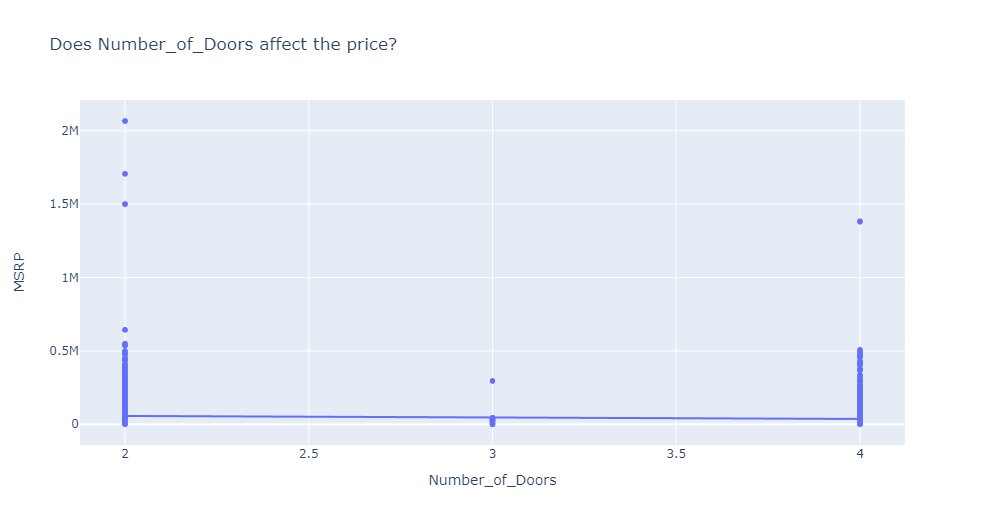 Does Number_of_Doors affect the price?
2M
1.5M
1M
0.5M
0
MSRP
2
2.5
3
3.5
4
Number_of_Doors